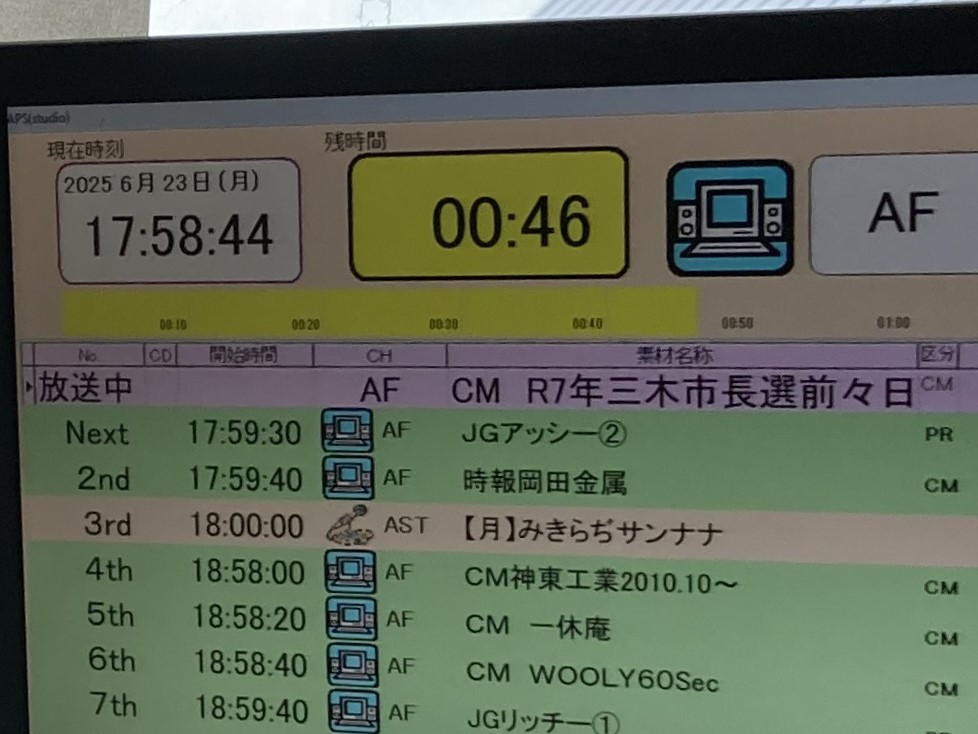 APS(studio)
現在時刻
残時間
2025 6月 23日 (月)
17:58:44
00:46
AF
00:10 00:20 00:30 00:40 00:50 01:00
No. CD 開始時間 CH 素材名称 区分
放送中 AF CM R7年三木市長選前々日 CM
Next 17:59:30 AF JGアッシー② PR
2nd 17:59:40 AF 時報岡田金属 CM
3rd 18:00:00 AST 【月】みきらぢサンナナ
4th 18:58:00 AF CM神東工業2010.10〜 CM
5th 18:58:20 AF CM 一休庵 CM
6th 18:58:40 AF CM WOOLY60Sec CM
7th 18:59:40 AF JGリッチー①